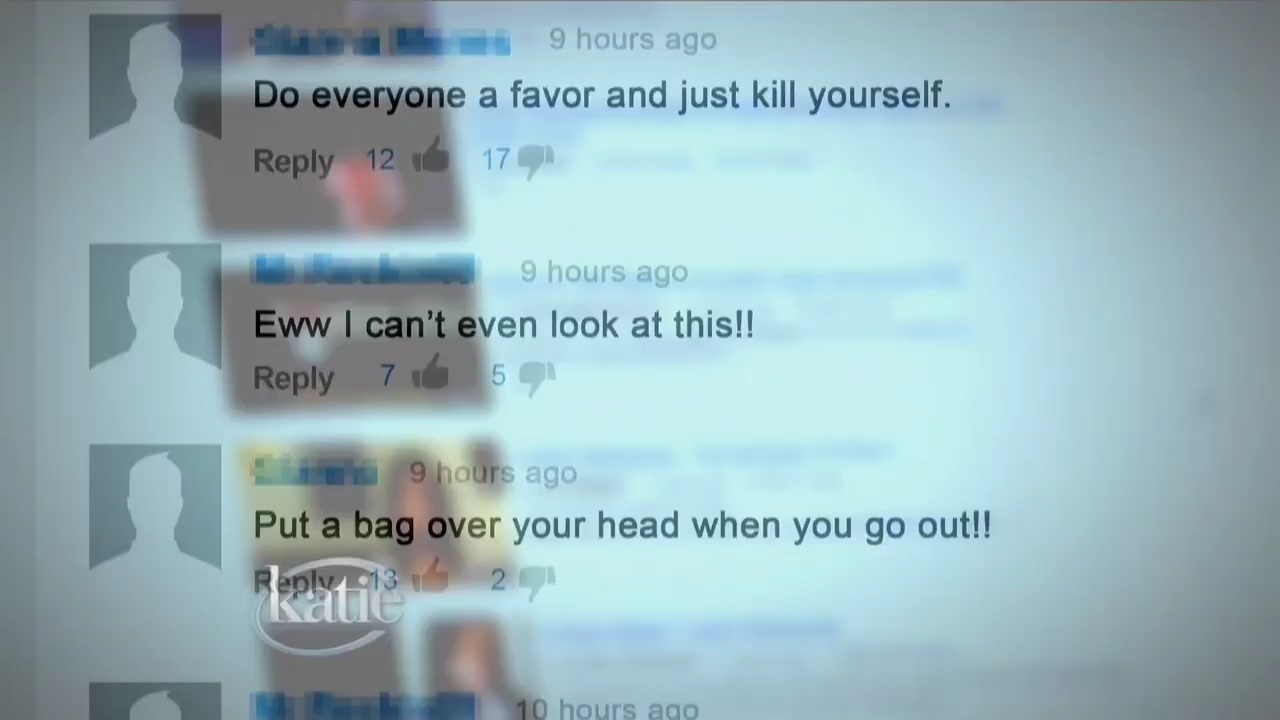 9 hours ago
Do everyone a favor and just kill yourself.
Reply 12 17
9 hours ago
Eww I can't even look at this!!
Reply 7 5
9 hours ago
Put a bag over your head when you go out!!
Reply 13 2
katie
10 hours ago